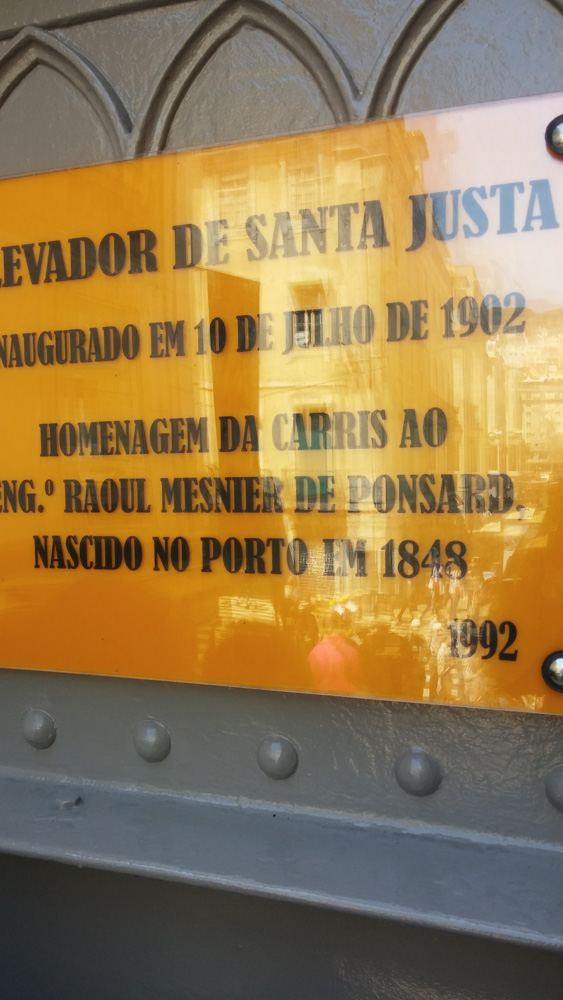 LEVADOR DE SANTA JUSTA
NAUGURADO EM 10 DE JULHO DE 1902
HOMENAGEM DA CARRIS AO
ENG.º RAOUL MESNIER DE PONSARD,
NASCIDO NO PORTO EM 1848
1992